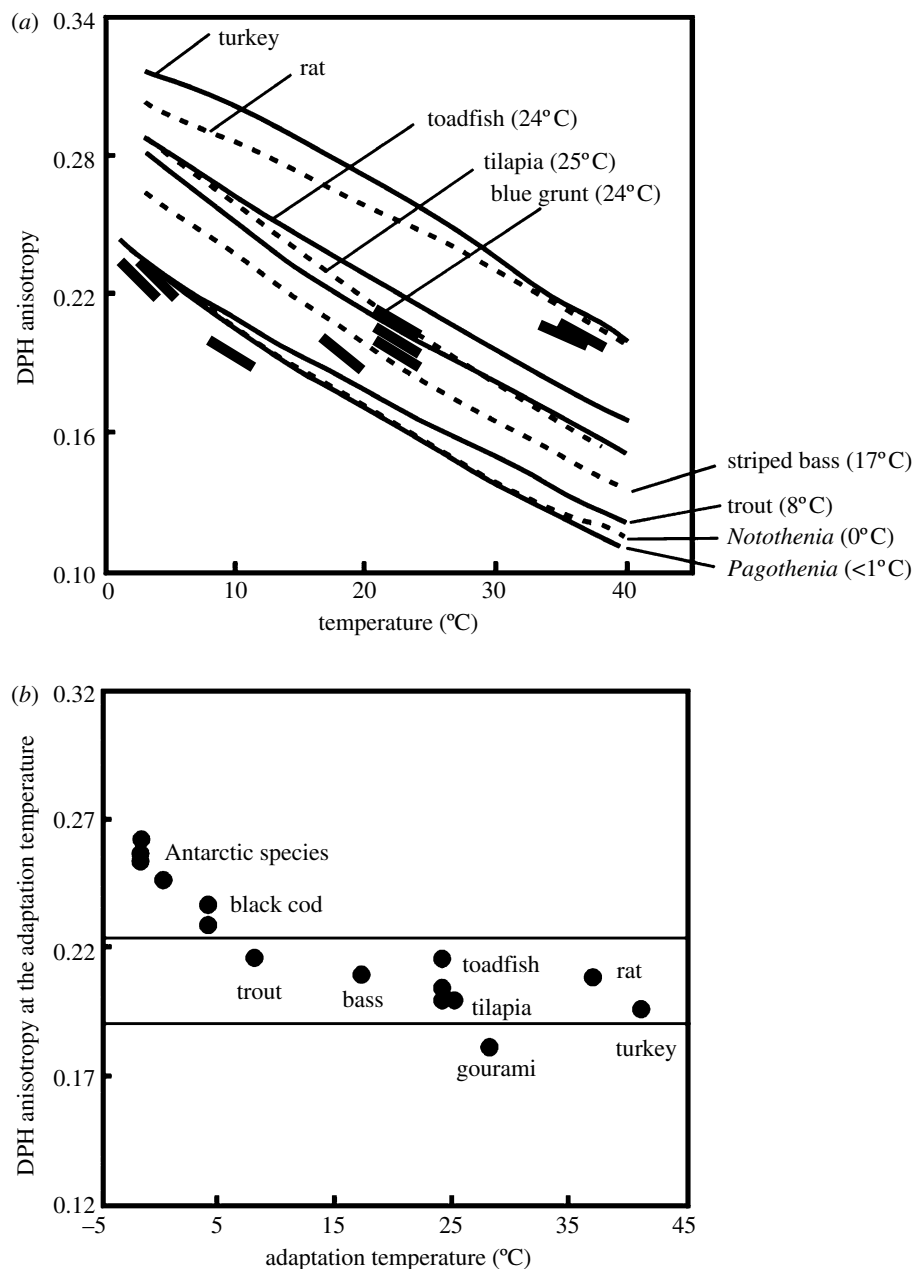 (a)
0.34
turkey
rat
toadfish (24°C)
0.28
tilapia (25°C)
blue grunt (24°C)
DPH anisotropy
0.22
0.16
striped bass (17°C)
trout (8°C)
Notothenia (0°C)
0.10
Pagothenia (<1°C)
0 10 20 30 40
temperature (°C)
(b)
0.32
DPH anisotropy at the adaptation temperature
0.27
Antarctic species
black cod
0.22
toadfish
rat
trout
bass
tilapia
turkey
gourami
0.17
0.12
–5 5 15 25 35 45
adaptation temperature (°C)